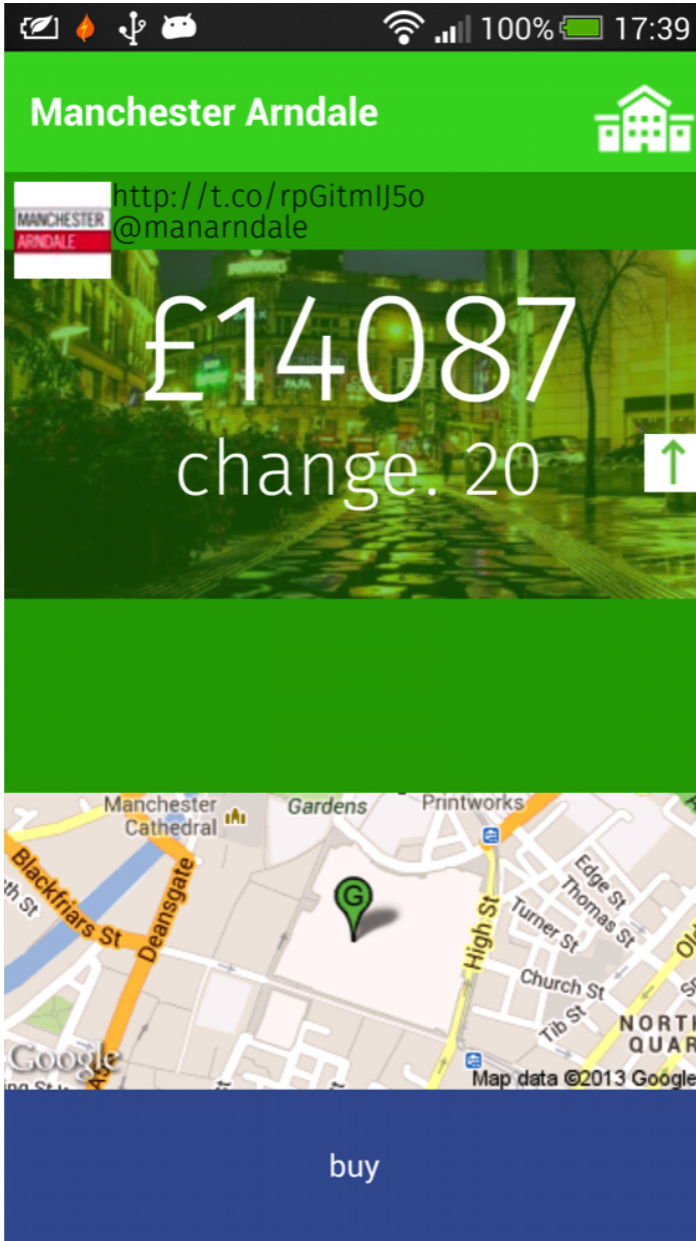 100% 17:39
Manchester Arndale
MANCHESTER
ARNDALE
http://t.co/rpGitmIJ5o
@manarndale
£14087
change. 20
Manchester
Cathedral
Gardens
Printworks
Blackfriars St
Deansgate
G
High St
Edge St
Thomas St
Turner St
Church St
Tib St
NORTH
QUAR
Google
Map data ©2013 Google
buy